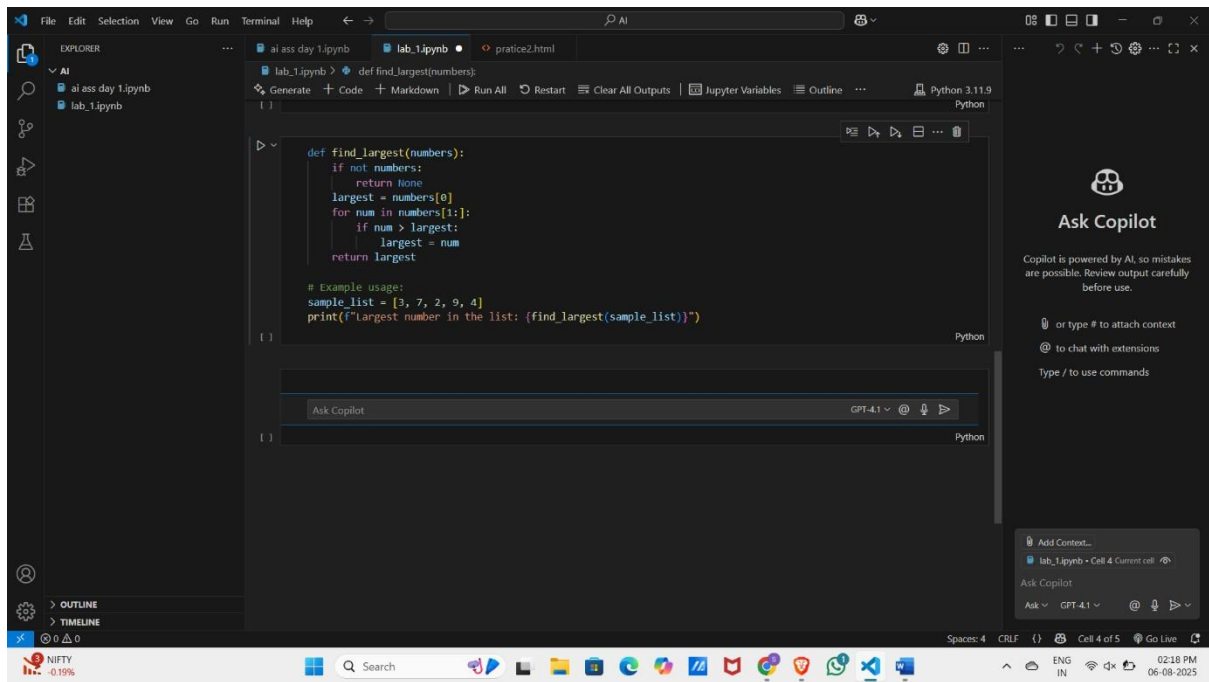 File Edit Selection View Go Run Terminal Help
AI
EXPLORER
AI
ai ass day 1.ipynb
lab_1.ipynb
OUTLINE
TIMELINE
ai ass day 1.ipynb
lab_1.ipynb
pratice2.html
lab_1.ipynb > def find_largest(numbers):
Generate + Code + Markdown | Run All Restart Clear All Outputs | Jupyter Variables Outline ...
Python 3.11.9
[ ]
Python
def find_largest(numbers):
    if not numbers:
        return None
    largest = numbers[0]
    for num in numbers[1:]:
        if num > largest:
            largest = num
    return largest
# Example usage:
sample_list = [3, 7, 2, 9, 4]
print(f"Largest number in the list: {find_largest(sample_list)}")
[ ]
Python
Ask Copilot
GPT-4.1
[ ]
Python
Ask Copilot
Copilot is powered by AI, so mistakes
are possible. Review output carefully
before use.
or type # to attach context
@ to chat with extensions
Type / to use commands
Add Context...
lab_1.ipynb • Cell 4 Current cell
Ask Copilot
Ask GPT-4.1
1
0 0
Spaces: 4 CRLF {} Cell 4 of 5 Go Live
3
NIFTY
-0.19%
Search
ENG
IN
02:18 PM
06-08-2025